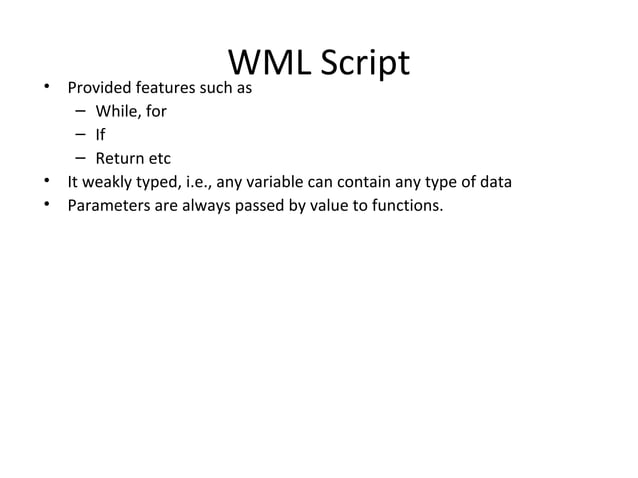 WML Script
• Provided features such as
– While, for
– If
– Return etc
• It weakly typed, i.e., any variable can contain any type of data
• Parameters are always passed by value to functions.